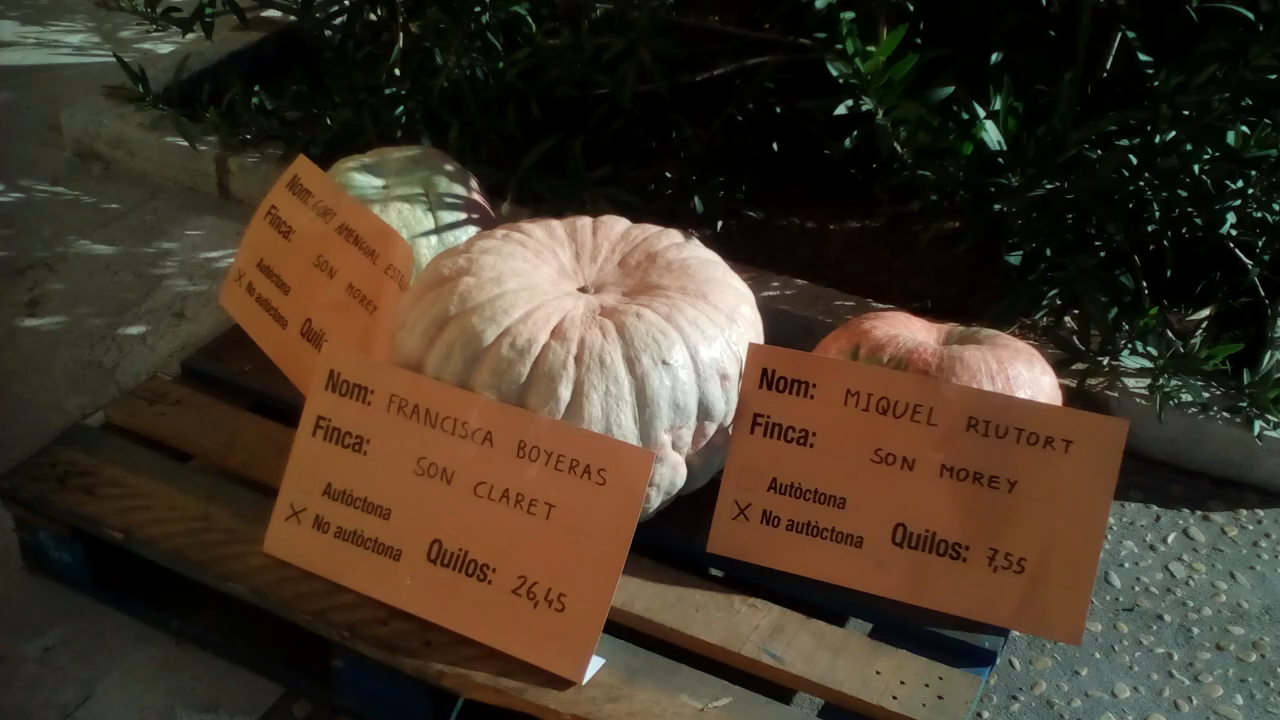 Nom: GORI AMENGUAL
Finca: SON MOREY
Autòctona
X No autòctona
Nom: FRANCISCA BOYERAS
Finca: SON CLARET
Autòctona
X No autòctona
Quilos: 26,45
Nom: MIQUEL RIUTORT
Finca: SON MOREY
Autòctona
X No autòctona
Quilos: 7,55